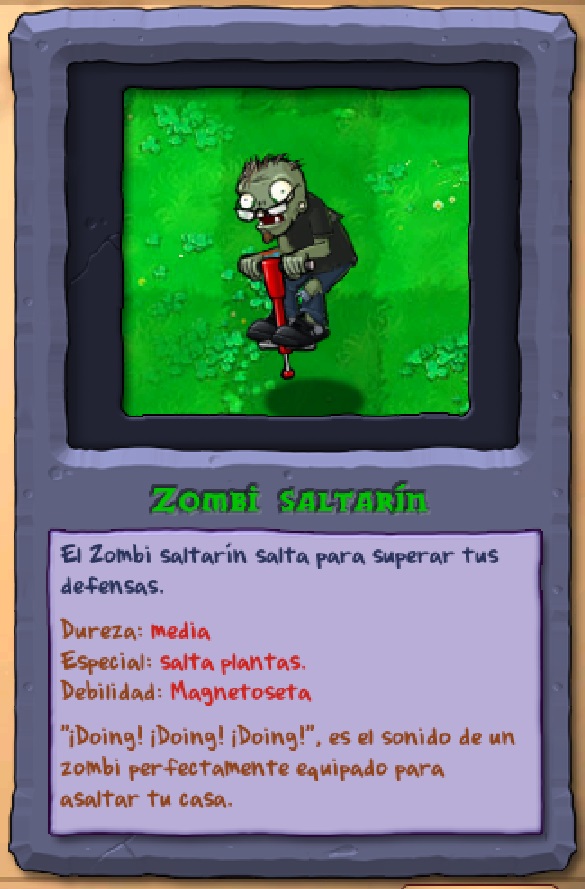 Zombi saltarín
El Zombi saltarín salta para superar tus
defensas.
Dureza: media
Especial: salta plantas.
Debilidad: Magnetoseta
"¡Doing! ¡Doing! ¡Doing!", es el sonido de un
zombi perfectamente equipado para
asaltar tu casa.